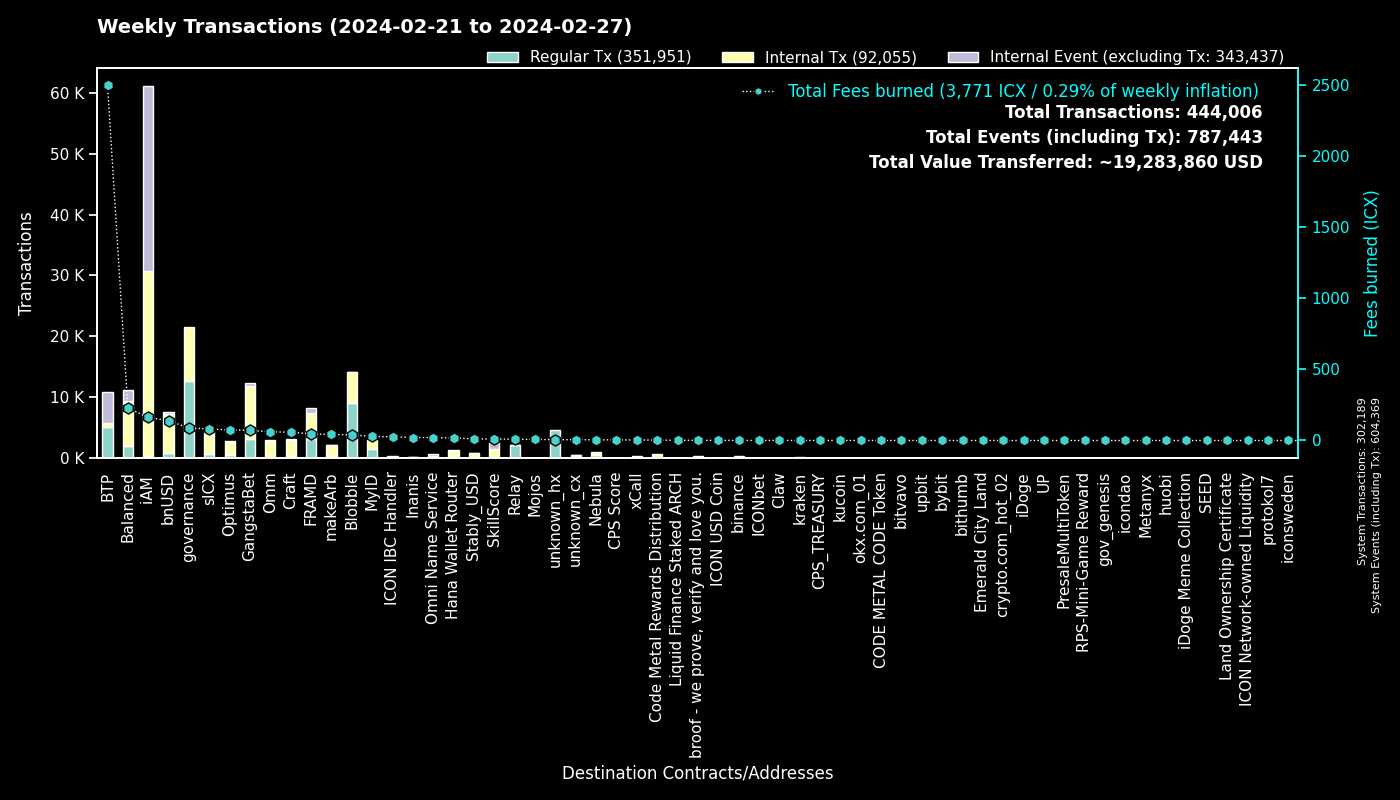 Weekly Transactions (2024-02-21 to 2024-02-27)
Regular Tx (351,951)
Internal Tx (92,055)
Internal Event (excluding Tx: 343,437)
Total Fees burned (3,771 ICX / 0.29% of weekly inflation)
Total Transactions: 444,006
Total Events (including Tx): 787,443
Total Value Transferred: ~19,283,860 USD
Transactions
60 K
50 K
40 K
30 K
20 K
10 K
0 K
2500
2000
1500
1000
500
0
Fees burned (ICX)
System Transactions: 302,189
System Events (including Tx): 604,369
BTP
Balanced
iAM
bnUSD
governance
sICX
Optimus
GangstaBet
Omm
Craft
FRAMD
makeArb
Blobble
MyID
ICON IBC Handler
Inanis
Omni Name Service
Hana Wallet Router
Stably_USD
SkillScore
Relay
Mojos
unknown_hx
unknown_cx
Nebula
CPS Score
xCall
Code Metal Rewards Distribution
Liquid Finance Staked ARCH
broof - we prove, verify and love you.
ICON USD Coin
binance
ICONbet
Claw
kraken
CPS_TREASURY
kucoin
okx.com_01
CODE METAL CODE Token
bitvavo
upbit
bybit
bithumb
Emerald City Land
crypto.com_hot_02
iDoge
UP
PresaleMultiToken
RPS-Mini-Game Reward
gov_genesis
icondao
Metanyx
huobi
iDoge Meme Collection
SEED
Land Ownership Certificate
ICON Network-owned Liquidity
protokol7
iconsweden
Destination Contracts/Addresses